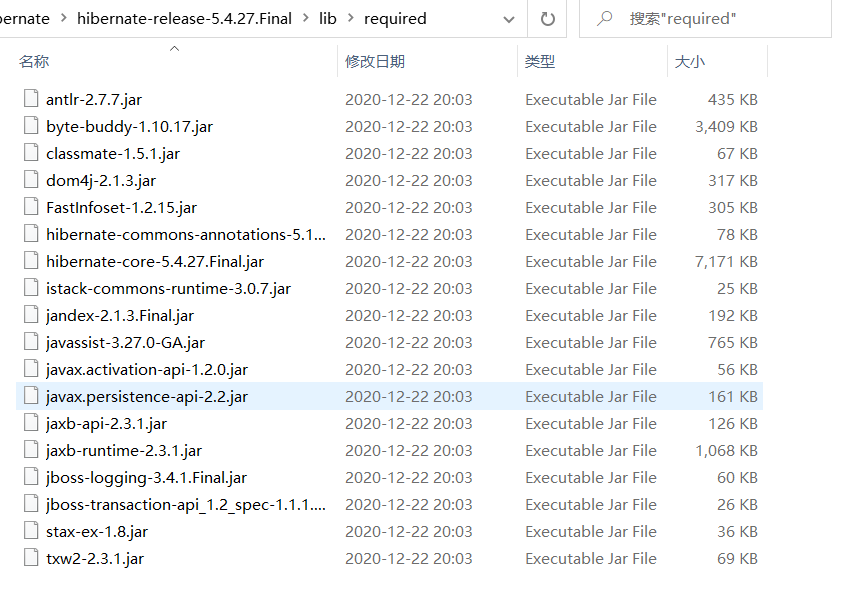 ernate > hibernate-release-5.4.27.Final > lib > required 搜索"required"
名称 修改日期 类型 大小
antlr-2.7.7.jar 2020-12-22 20:03 Executable Jar File 435 KB
byte-buddy-1.10.17.jar 2020-12-22 20:03 Executable Jar File 3,409 KB
classmate-1.5.1.jar 2020-12-22 20:03 Executable Jar File 67 KB
dom4j-2.1.3.jar 2020-12-22 20:03 Executable Jar File 317 KB
FastInfoset-1.2.15.jar 2020-12-22 20:03 Executable Jar File 305 KB
hibernate-commons-annotations-5.1... 2020-12-22 20:03 Executable Jar File 78 KB
hibernate-core-5.4.27.Final.jar 2020-12-22 20:03 Executable Jar File 7,171 KB
istack-commons-runtime-3.0.7.jar 2020-12-22 20:03 Executable Jar File 25 KB
jandex-2.1.3.Final.jar 2020-12-22 20:03 Executable Jar File 192 KB
javassist-3.27.0-GA.jar 2020-12-22 20:03 Executable Jar File 765 KB
javax.activation-api-1.2.0.jar 2020-12-22 20:03 Executable Jar File 56 KB
javax.persistence-api-2.2.jar 2020-12-22 20:03 Executable Jar File 161 KB
jaxb-api-2.3.1.jar 2020-12-22 20:03 Executable Jar File 126 KB
jaxb-runtime-2.3.1.jar 2020-12-22 20:03 Executable Jar File 1,068 KB
jboss-logging-3.4.1.Final.jar 2020-12-22 20:03 Executable Jar File 60 KB
jboss-transaction-api_1.2_spec-1.1.1.... 2020-12-22 20:03 Executable Jar File 26 KB
stax-ex-1.8.jar 2020-12-22 20:03 Executable Jar File 36 KB
txw2-2.3.1.jar 2020-12-22 20:03 Executable Jar File 69 KB